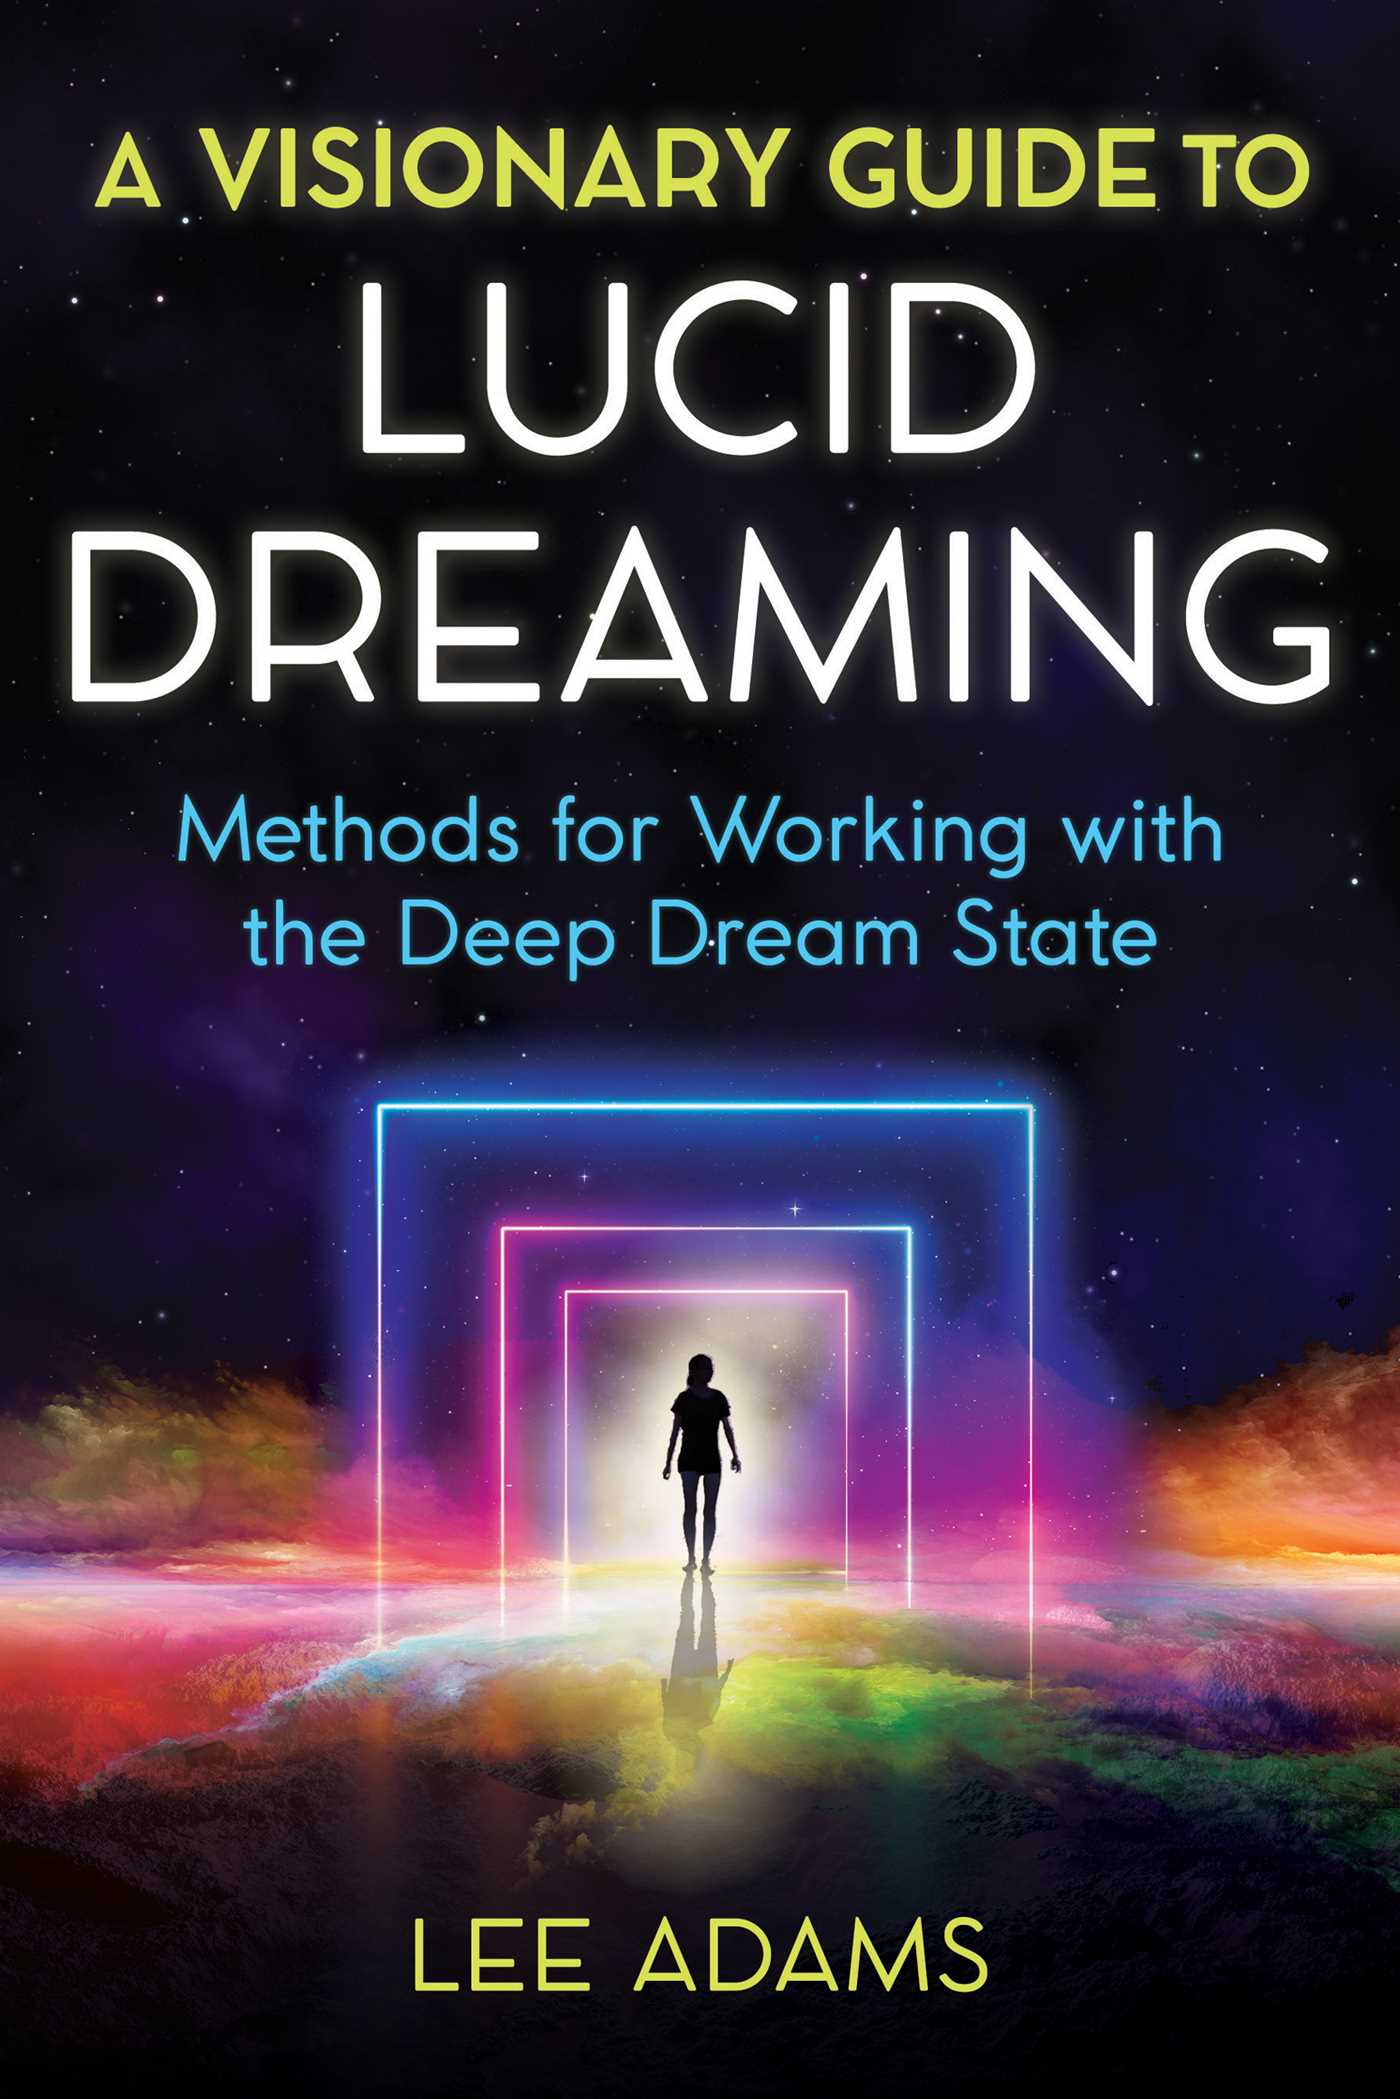 A VISIONARY GUIDE TO
LUCID
DREAMING
Methods for Working with
the Deep Dream State
LEE ADAMS